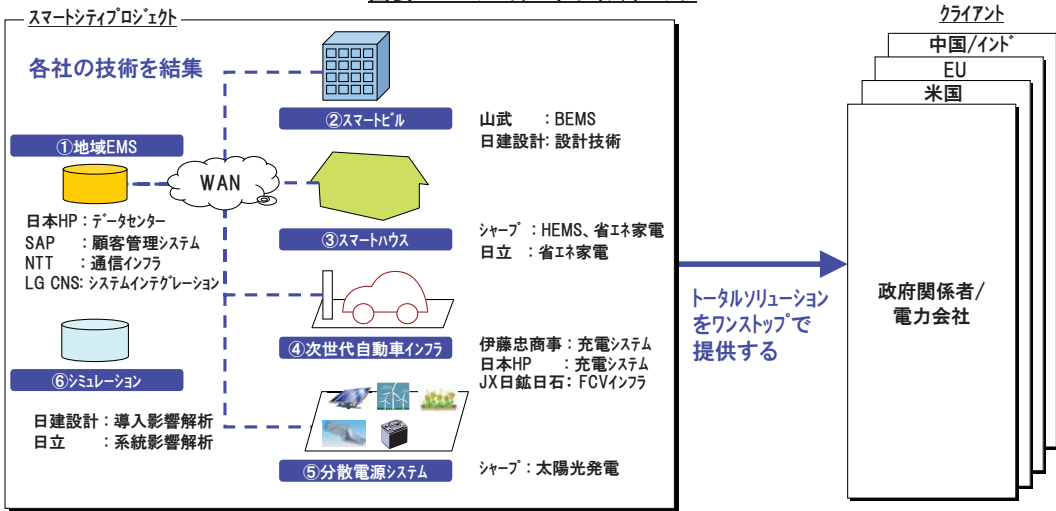 スマートシティプロジェクト
各社の技術を結集
②スマートビル
山武 : BEMS
日建設計: 設計技術
①地域EMS
WAN
日本HP : データセンター
SAP : 顧客管理システム
NTT : 通信インフラ
LG CNS: システムインテグレーション
③スマートハウス
シャープ : HEMS、省エネ家電
日立 : 省エネ家電
④次世代自動車インフラ
伊藤忠商事 : 充電システム
日本HP : 充電システム
JX日鉱日石: FCVインフラ
⑥シミュレーション
日建設計 : 導入影響解析
日立 : 系統影響解析
⑤分散電源システム
シャープ : 太陽光発電
トータルソリューション
をワンストップで
提供する
クライアント
中国/インド
EU
米国
政府関係者/
電力会社